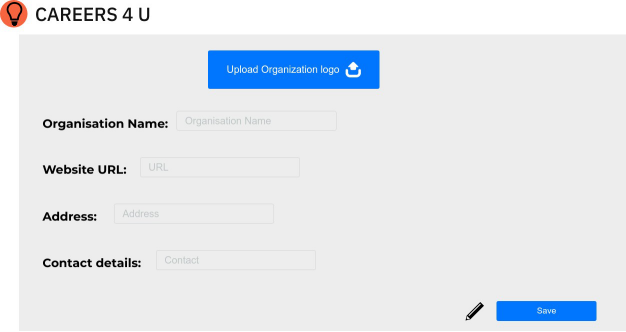 CAREERS 4 U
Upload Organization logo
Organisation Name: Organisation Name
Website URL: URL
Address: Address
Contact details: Contact
Save